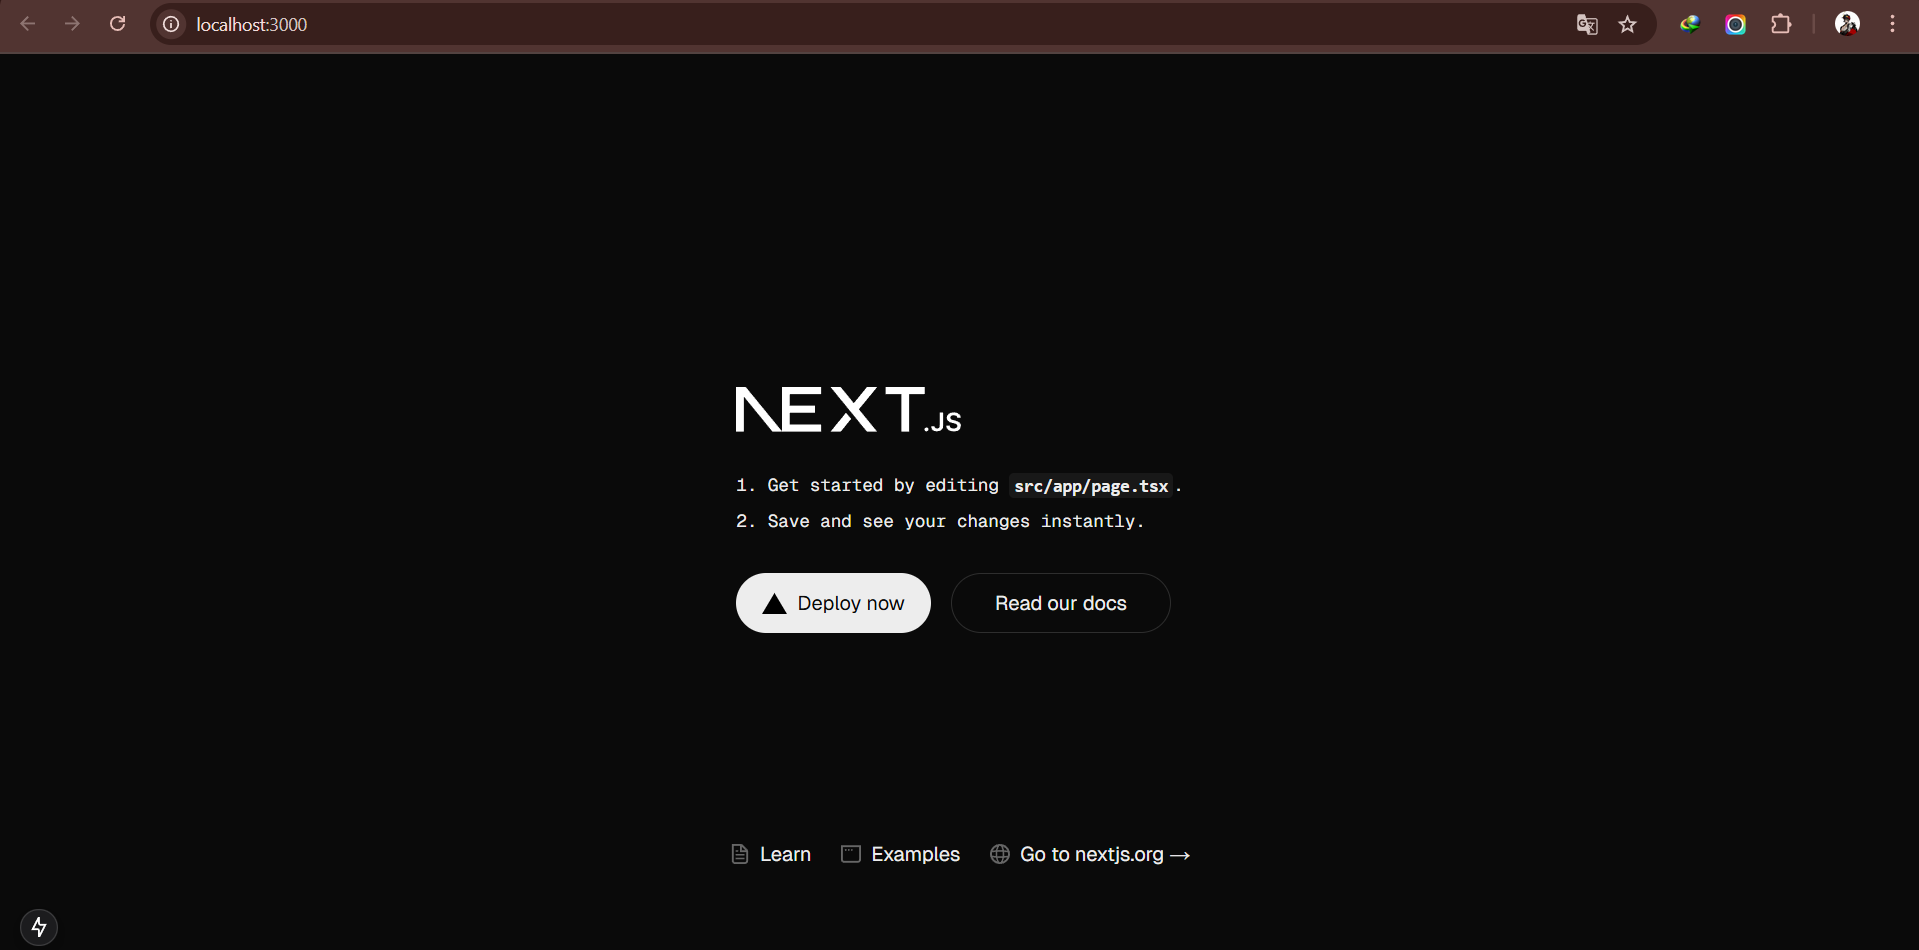 localhost:3000
NEXT.JS
1. Get started by editing src/app/page.tsx.
2. Save and see your changes instantly.
Deploy now
Read our docs
Learn
Examples
Go to nextjs.org →